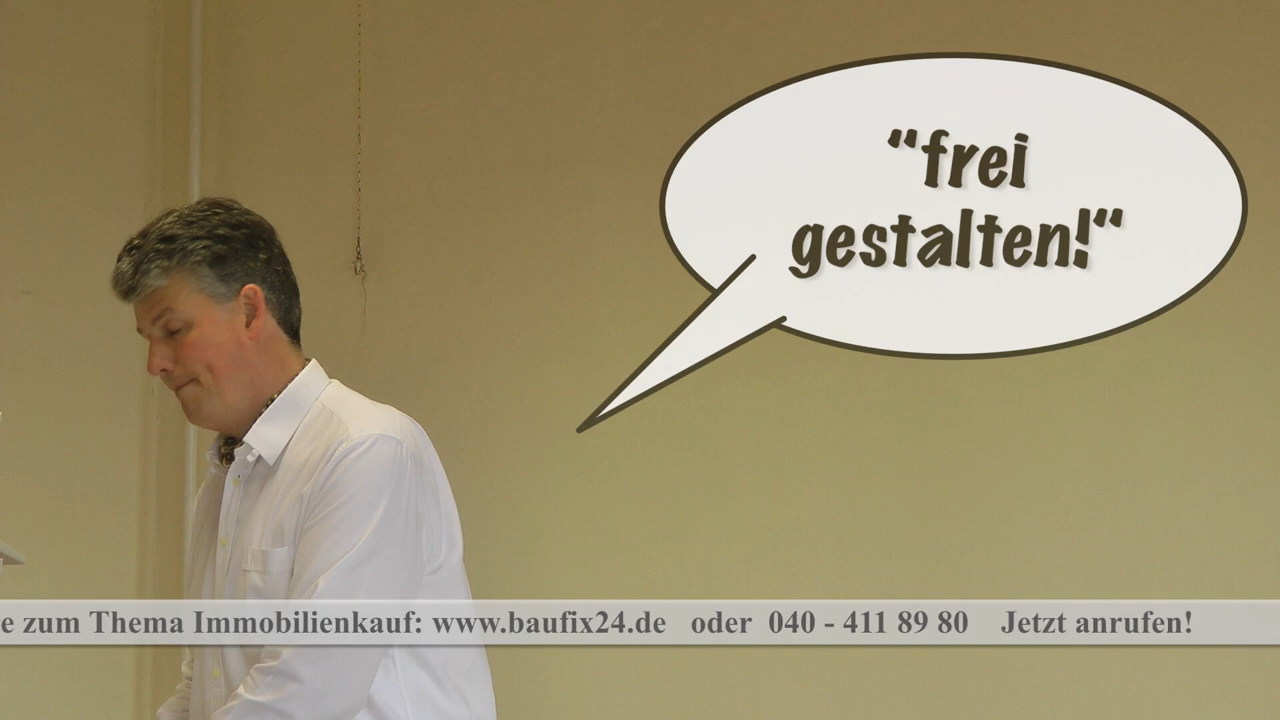 “frei
gestalten!“
e zum Thema Immobilienkauf: www.baufix24.de oder 040 - 411 89 80 Jetzt anrufen!